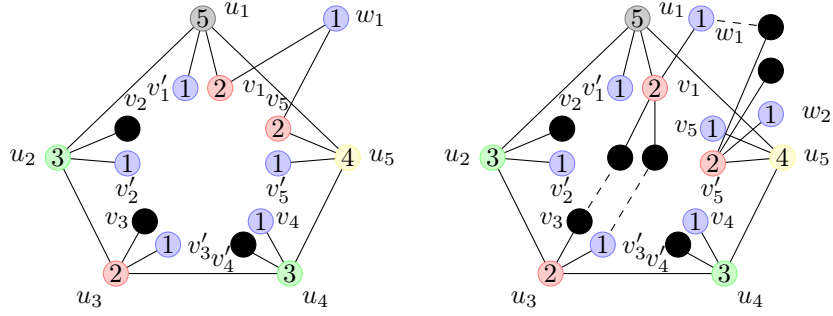 5 u₁ 1 w₁
v′₁ 1 2 v₁
v₂ v₅
2
u₂ 3 1 1 4 u₅
v′₂ v′₅
v₃ 1 v₄
1 v′₃ v′₄
2 3
u₃ u₄
u₁ 5 1 w₁
v′₁ 1 2 v₁
v₂ 1 w₂
v₅ 1
u₂ 3 1 2 4 u₅
v′₂ v′₅
v₃ 1 v₄
1 v′₃ v′₄
2 3
u₃ u₄